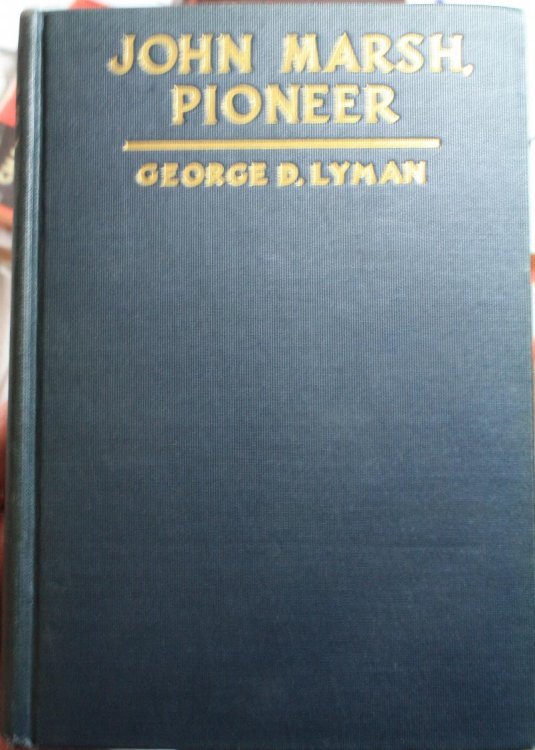 JOHN MARSH,
PIONEER
GEORGE D. LYMAN